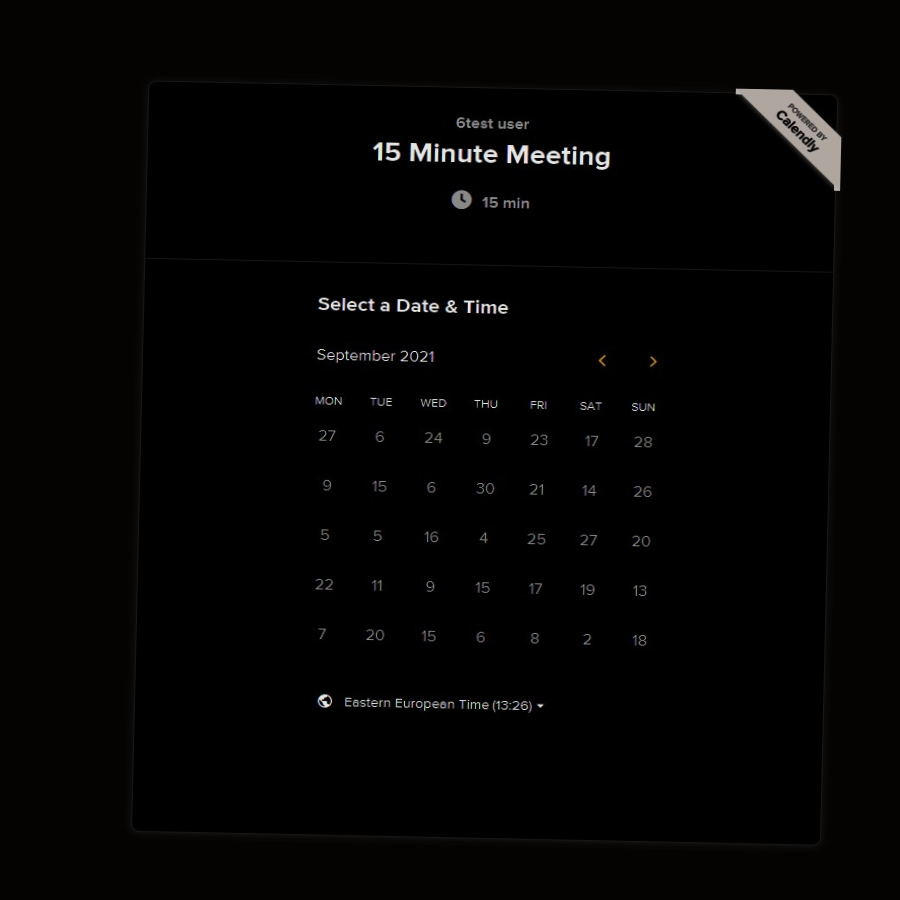 POWERED BY
Calendly
6test user
15 Minute Meeting
15 min
Select a Date & Time
September 2021
MON TUE WED THU FRI SAT SUN
27 6 24 9 23 17 28
9 15 6 30 21 14 26
5 5 16 4 25 27 20
22 11 9 15 17 19 13
7 20 15 6 8 2 18
Eastern European Time (13:26)